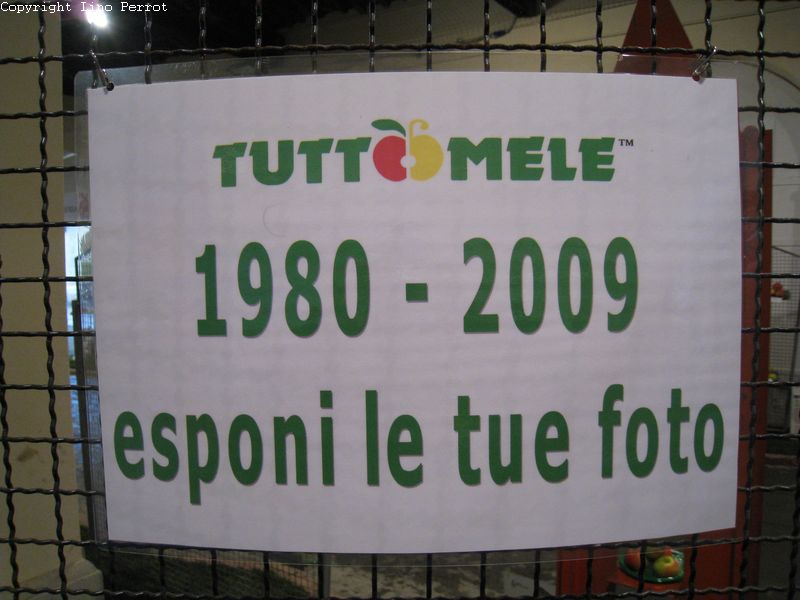 Copyright Lino Perrot
TUTTOMELE™
1980 - 2009
esponi le tue foto